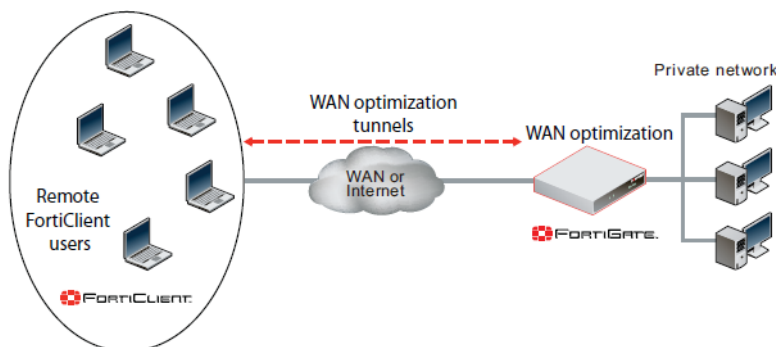 Remote
FortiClient
users
FORTICLIENT
WAN optimization
tunnels
WAN or
Internet
WAN optimization
FORTIGATE
Private network